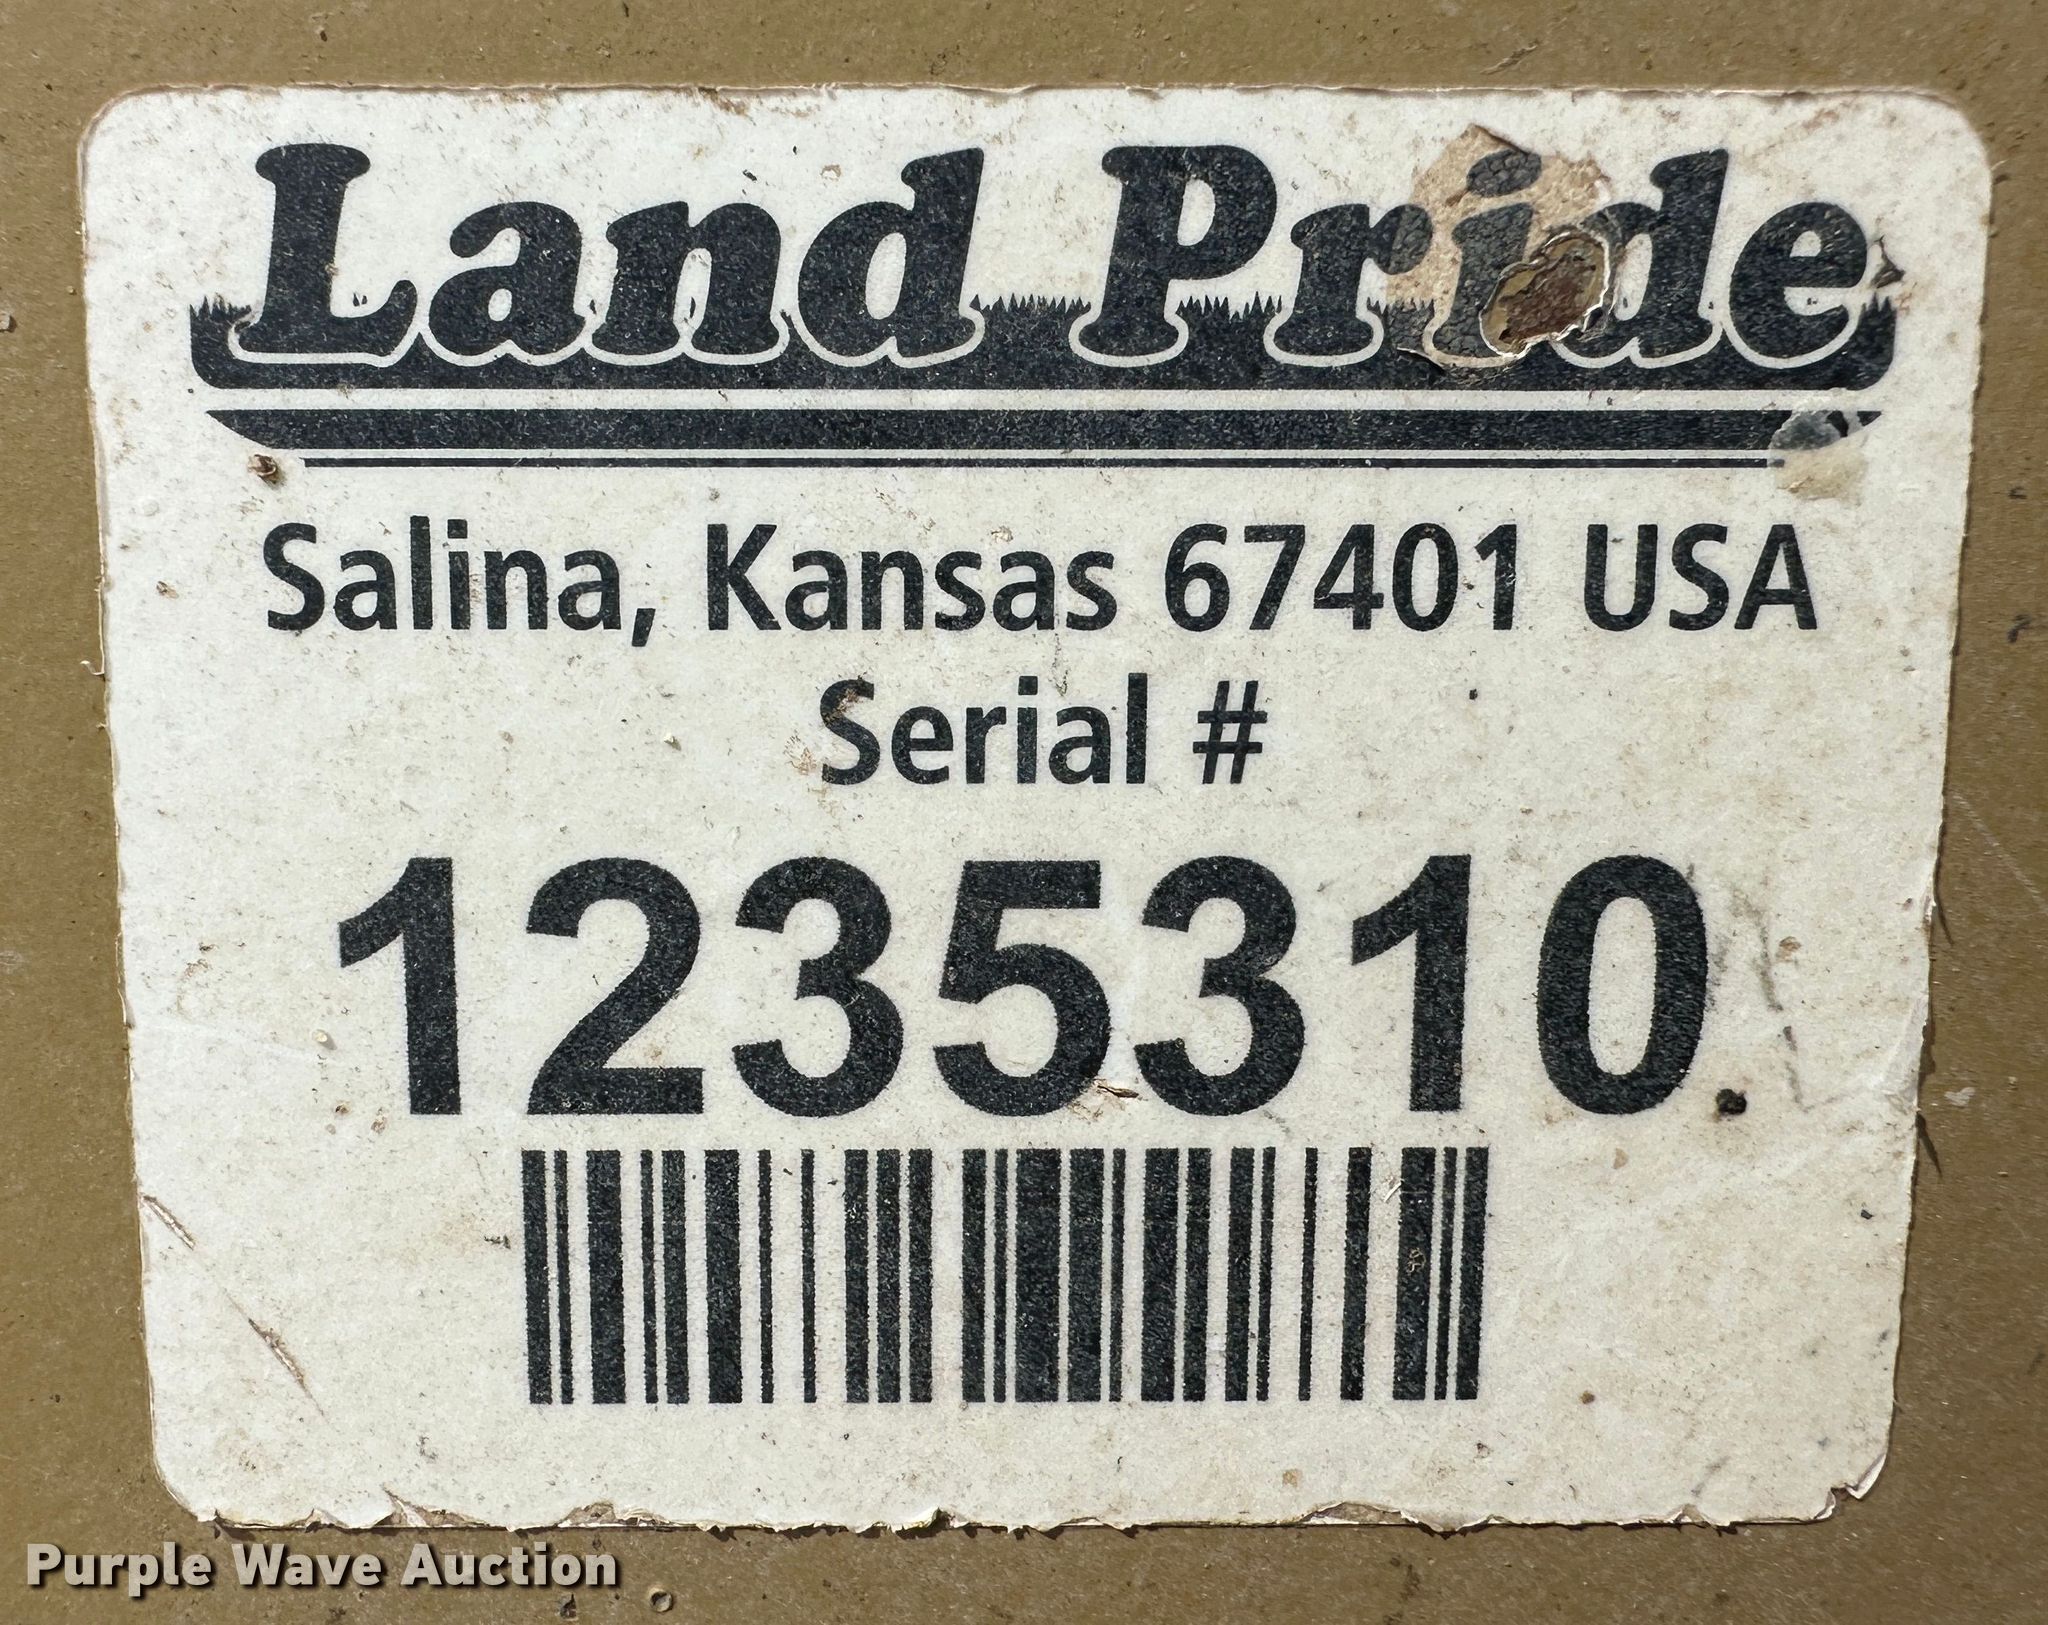 Land Pride
Salina, Kansas 67401 USA
Serial #
1235310
Purple Wave Auction